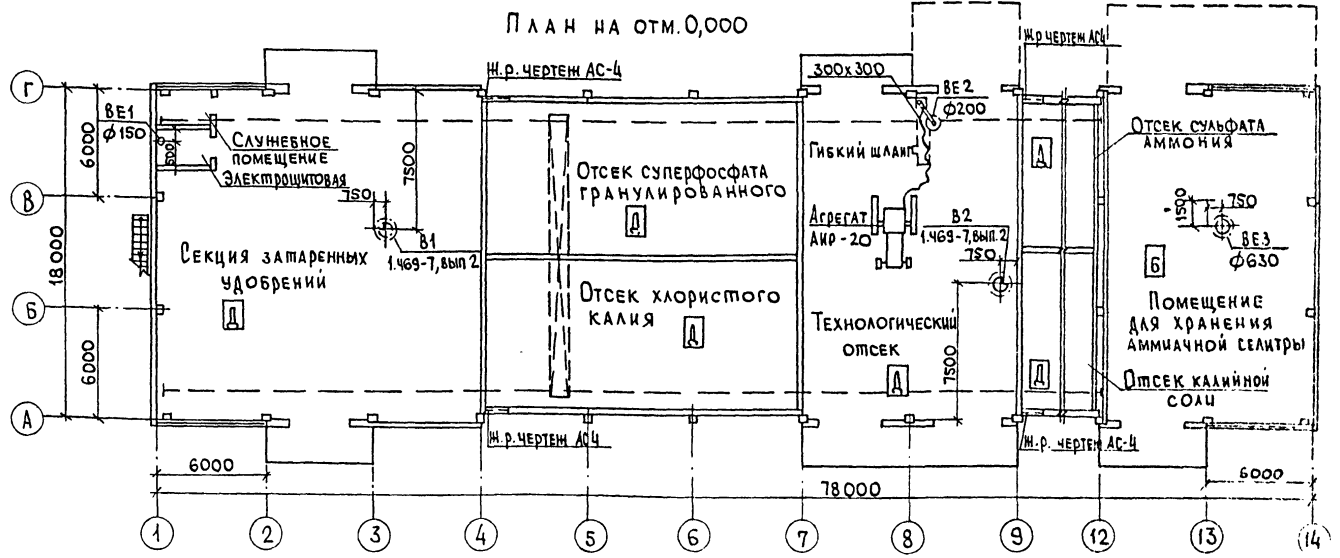 План на отм. 0,000
Ж.р. чертеж АС-4
Ж.р. чертеж АС4
300х300
ВЕ2
ф200
Г
ВЕ1
ф150
6000
500
Служебное
помещение
Электрощитовая
7500
Отсек суперфосфата
гранулированного
Д
Гибкий шланг
Д
Отсек сульфата
аммония
В
750
В1
1.469-7, вып. 2
Агрегат
АИР-20
В2
1.469-7, вып. 2
750
1500
750
ВЕ3
ф630
18000
Секция затаренных
удобрений
Д
Отсек хлористого
калия
Д
Б
Помещение
для хранения
аммиачной селитры
Б
6000
Технологический
отсек
Д
7500
Д
Отсек калийной
соли
А
Ж.р. чертеж АС4
Ж.р. чертеж АС-4
6000
78000
6000
1
2
3
4
5
6
7
8
9
12
13
14